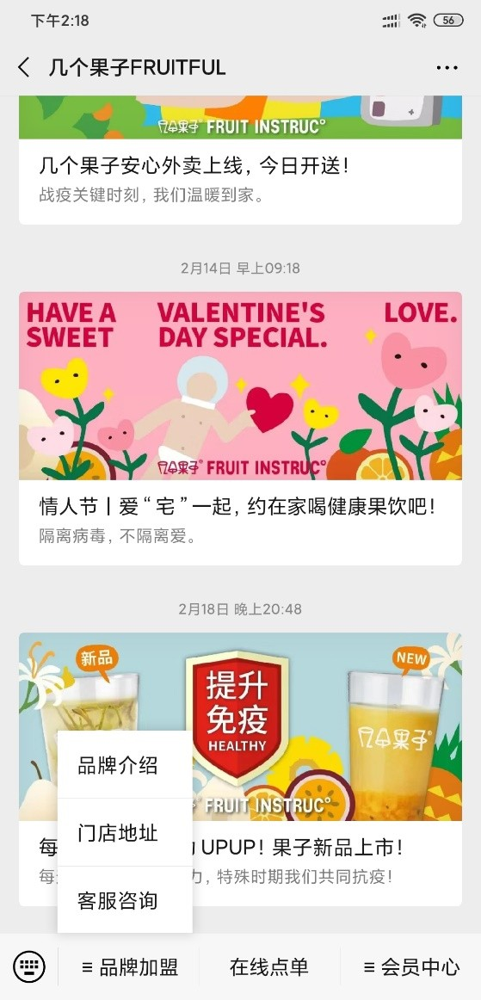 下午2:18
56
几个果子FRUITFUL
几个果子 FRUIT INSTRUC°
几个果子安心外卖上线，今日开送！
战疫关键时刻，我们温暖到家。
2月14日 早上09:18
HAVE A VALENTINE'S LOVE.
SWEET DAY SPECIAL.
几个果子 FRUIT INSTRUC°
情人节丨爱“宅”一起，约在家喝健康果饮吧！
隔离病毒，不隔离爱。
2月18日 晚上20:48
新品
NEW
提升
免疫
HEALTHY
几个果子
FRUIT INSTRUC°
每 UPUP！果子新品上市！
每 力，特殊时期我们共同抗疫！
品牌介绍
门店地址
客服咨询
品牌加盟
在线点单
会员中心